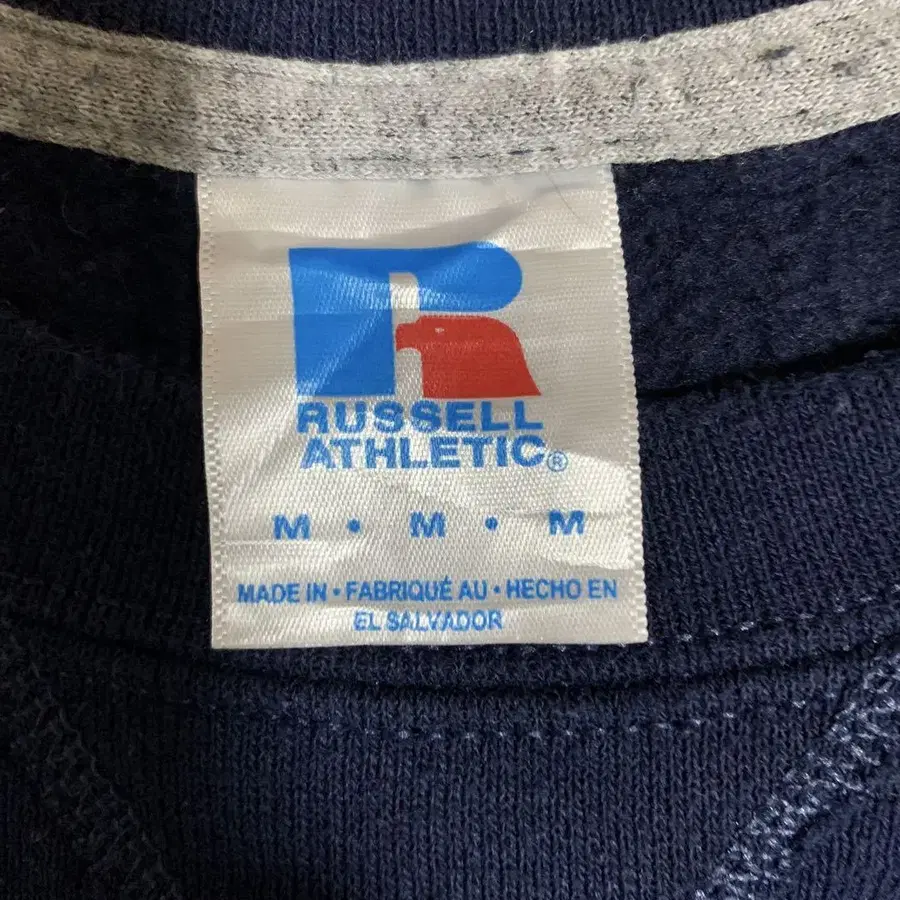 RUSSELL
ATHLETIC®
M • M • M
MADE IN • FABRIQUÉ AU • HECHO EN
EL SALVADOR